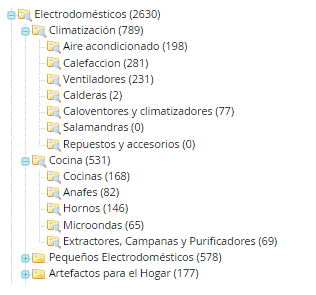 Electrodomésticos (2630)
Climatización (789)
Aire acondicionado (198)
Calefaccion (281)
Ventiladores (231)
Calderas (2)
Caloventores y climatizadores (77)
Salamandras (0)
Repuestos y accesorios (0)
Cocina (531)
Cocinas (168)
Anafes (82)
Hornos (146)
Microondas (65)
Extractores, Campanas y Purificadores (69)
Pequeños Electrodomésticos (578)
Artefactos para el Hogar (177)